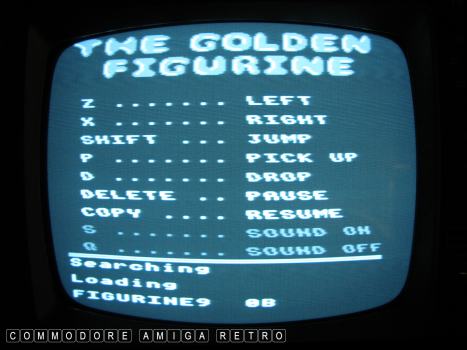 THE GOLDEN
FIGURINE
Z ....... LEFT
X ....... RIGHT
SHIFT ..... JUMP
P ....... PICK UP
D ....... DROP
DELETE .. PAUSE
COPY .... RESUME
S ....... SOUND ON
Q ....... SOUND OFF
Searching
Loading
FIGURINE9 0B
COMMODORE AMIGA RETRO